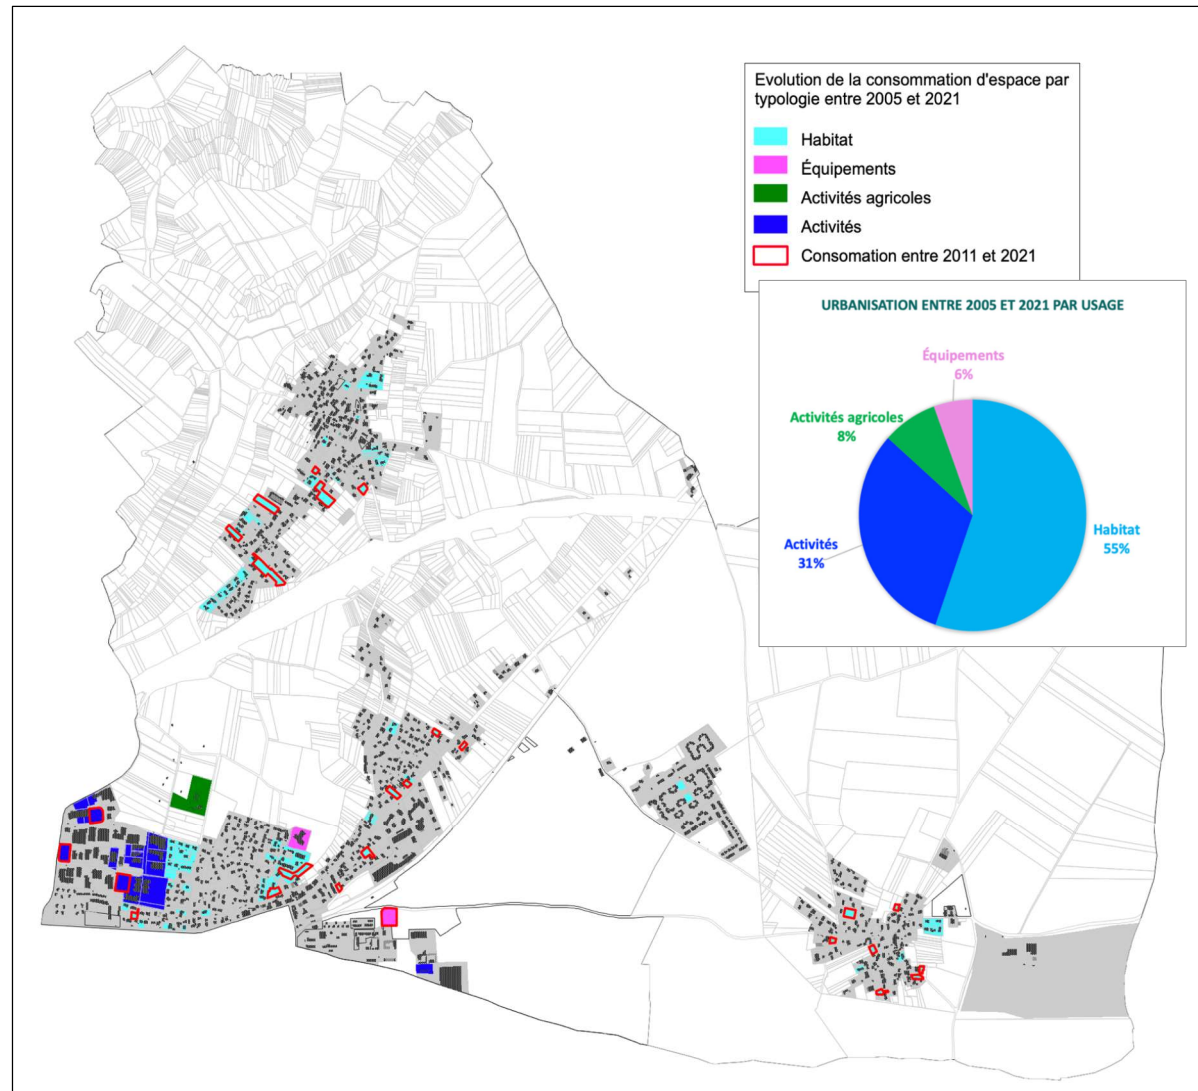 Evolution de la consommation d'espace par
typologie entre 2005 et 2021
Habitat
Équipements
Activités agricoles
Activités
Consomation entre 2011 et 2021
URBANISATION ENTRE 2005 ET 2021 PAR USAGE
Équipements
6%
Activités agricoles
8%
Activités
31%
Habitat
55%